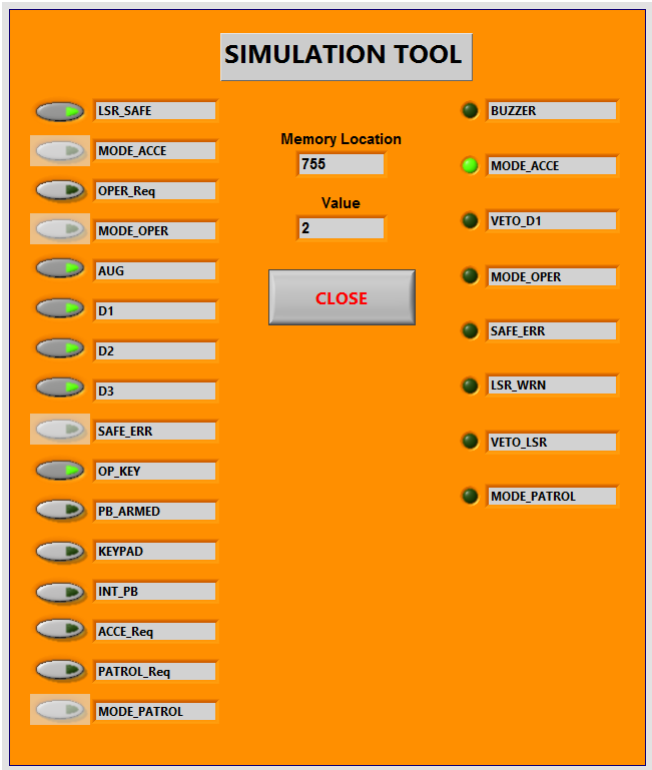 SIMULATION TOOL
LSR_SAFE
MODE_ACCE
OPER_Req
MODE_OPER
AUG
D1
D2
D3
SAFE_ERR
OP_KEY
PB_ARMED
KEYPAD
INT_PB
ACCE_Req
PATROL_Req
MODE_PATROL
Memory Location
755
Value
2
CLOSE
BUZZER
MODE_ACCE
VETO_D1
MODE_OPER
SAFE_ERR
LSR_WRN
VETO_LSR
MODE_PATROL